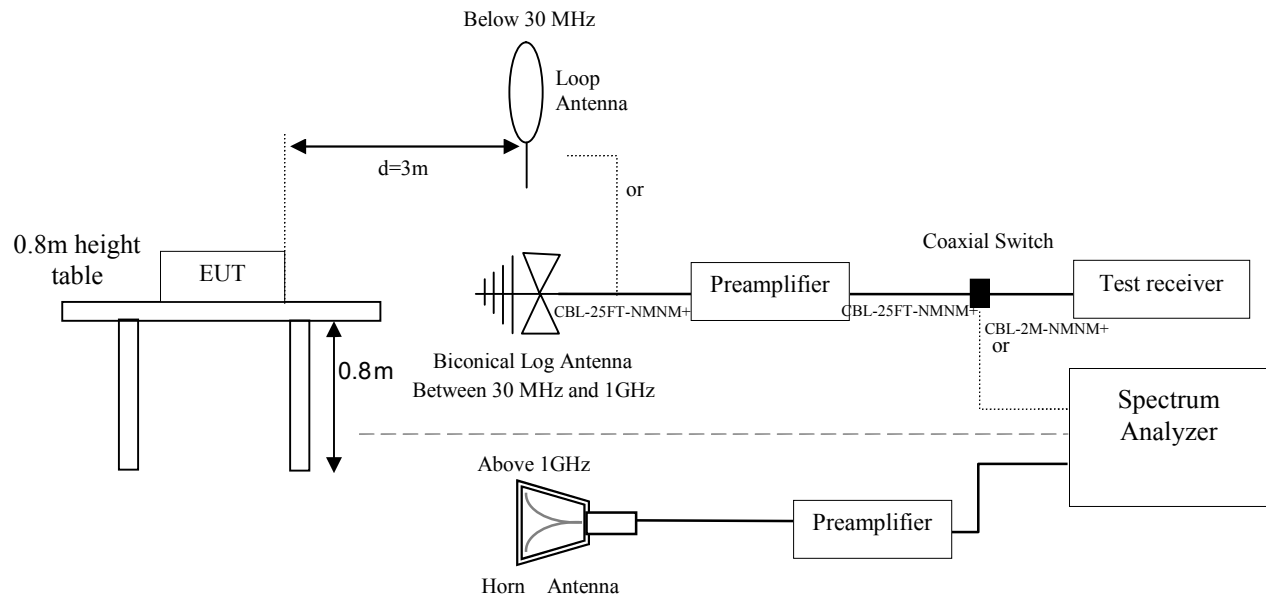 Below 30 MHz
Loop
Antenna
d=3m
or
0.8m height
table
EUT
Coaxial Switch
Preamplifier
Test receiver
CBL-25FT-NMNM+
CBL-25FT-NMNM+
CBL-2M-NMNM+
or
Biconical Log Antenna
Between 30 MHz and 1GHz
0.8m
Spectrum
Analyzer
Above 1GHz
Preamplifier
Horn Antenna